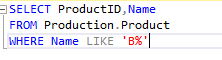 SELECT ProductID,Name
FROM Production.Product
WHERE Name LIKE 'B%'